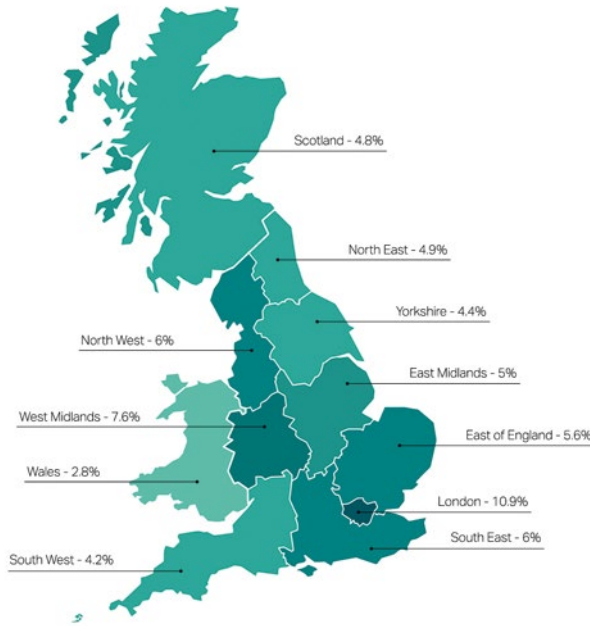 Scotland - 4.8%
North East - 4.9%
Yorkshire - 4.4%
North West - 6%
East Midlands - 5%
West Midlands - 7.6%
East of England - 5.6%
Wales - 2.8%
London - 10.9%
South East - 6%
South West - 4.2%